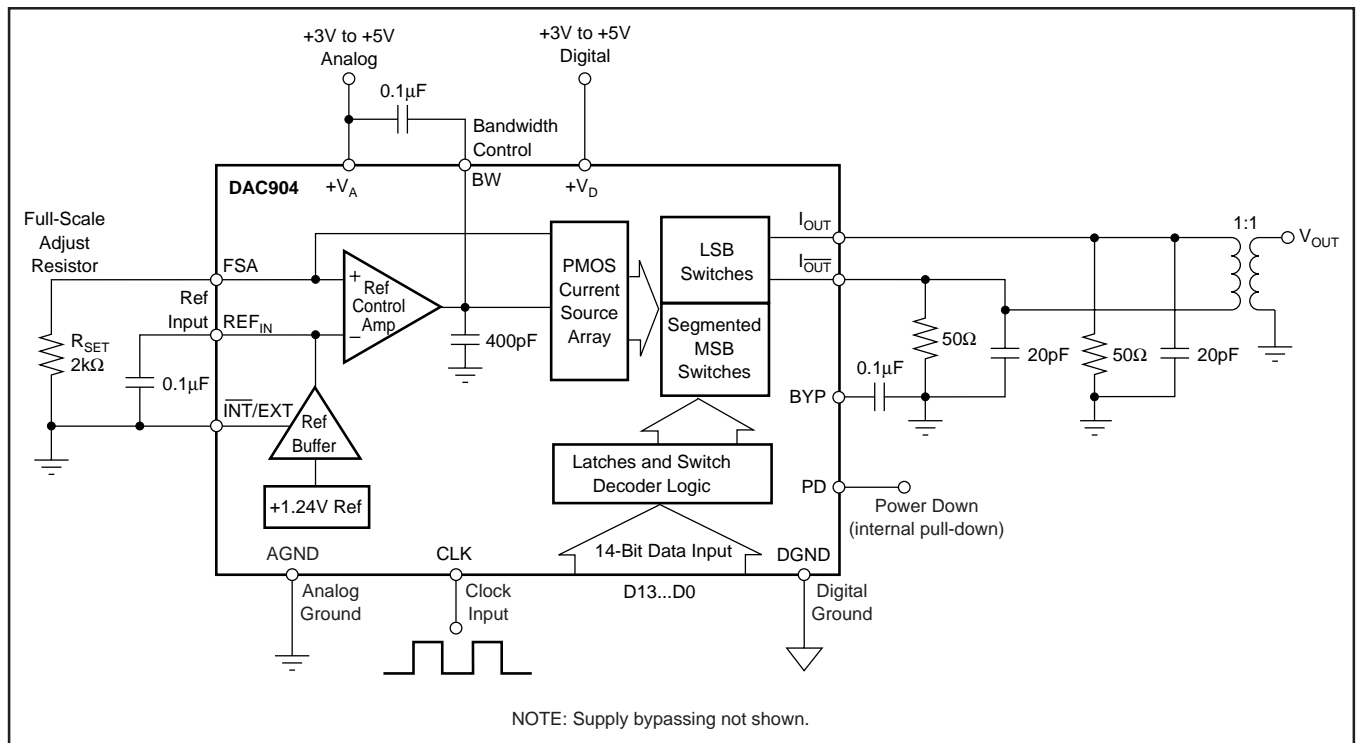 +3V to +5V
Analog
+3V to +5V
Digital
0.1µF
Bandwidth
Control
DAC904
+VA
BW
+VD
Full-Scale
Adjust
Resistor
FSA
Ref
Input
REFIN
RSET
2kΩ
0.1µF
INT/EXT
+
Ref
Control
Amp
–
400pF
Ref
Buffer
+1.24V Ref
PMOS
Current
Source
Array
LSB
Switches
Segmented
MSB
Switches
Latches and Switch
Decoder Logic
14-Bit Data Input
D13...D0
IOUT
IOUT
1:1
VOUT
50Ω
20pF
50Ω
20pF
0.1µF
BYP
PD
Power Down
(internal pull-down)
AGND
Analog
Ground
CLK
Clock
Input
DGND
Digital
Ground
NOTE: Supply bypassing not shown.